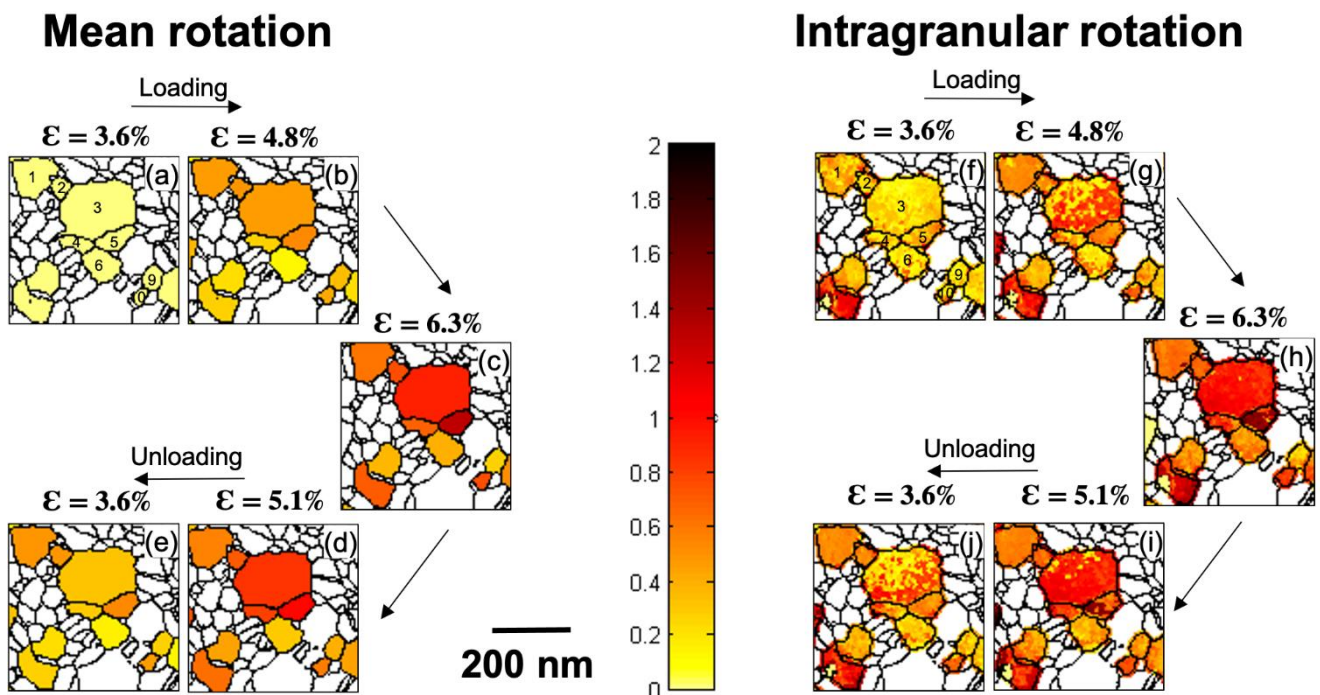 Mean rotation
Intragranular rotation
Loading
Loading
ε = 3.6%
ε = 4.8%
ε = 3.6%
ε = 4.8%
(a)
(b)
(f)
(g)
1
2
3
4
5
6
9
1
2
3
4
5
6
9
2
1.8
1.6
1.4
1.2
1
0.8
0.6
0.4
0.2
0
ε = 6.3%
ε = 6.3%
(c)
(h)
Unloading
Unloading
ε = 3.6%
ε = 5.1%
ε = 3.6%
ε = 5.1%
(e)
(d)
(j)
(i)
200 nm